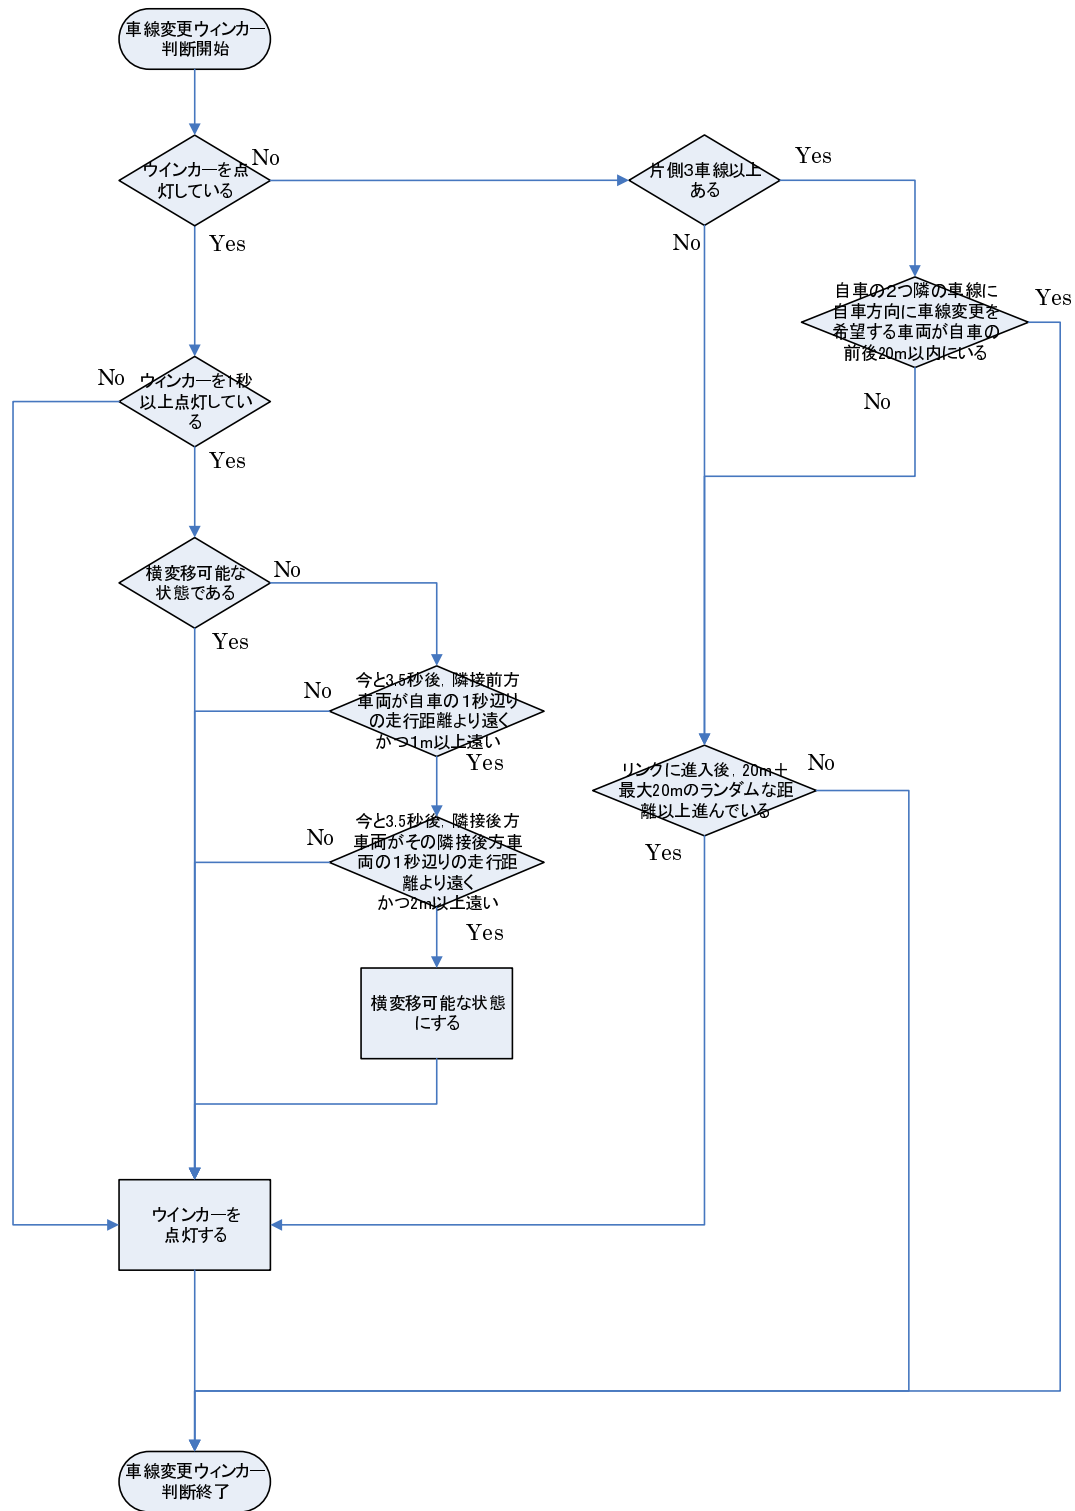 車線変更ウィンカー
判断開始
ウインカーを点
灯している
No
Yes
片側3車線以上
ある
Yes
No
自車の2つ隣の車線に
自車方向に車線変更を
希望する車両が自車の
前後20m以内にいる
Yes
No
ウィンカーを1秒
以上点灯してい
る
No
Yes
横変移可能な
状態である
No
Yes
今と3.5秒後，隣接前方
車両が自車の1秒辺り
の走行距離より遠く
かつ1m以上遠い
No
Yes
リンクに進入後，20m＋
最大20mのランダムな距
離以上進んでいる
No
Yes
今と3.5秒後，隣接後方
車両がその隣接後方車
両の1秒辺りの走行距
離より遠く
かつ2m以上遠い
No
Yes
横変移可能な状態
にする
ウインカーを
点灯する
車線変更ウィンカー
判断終了